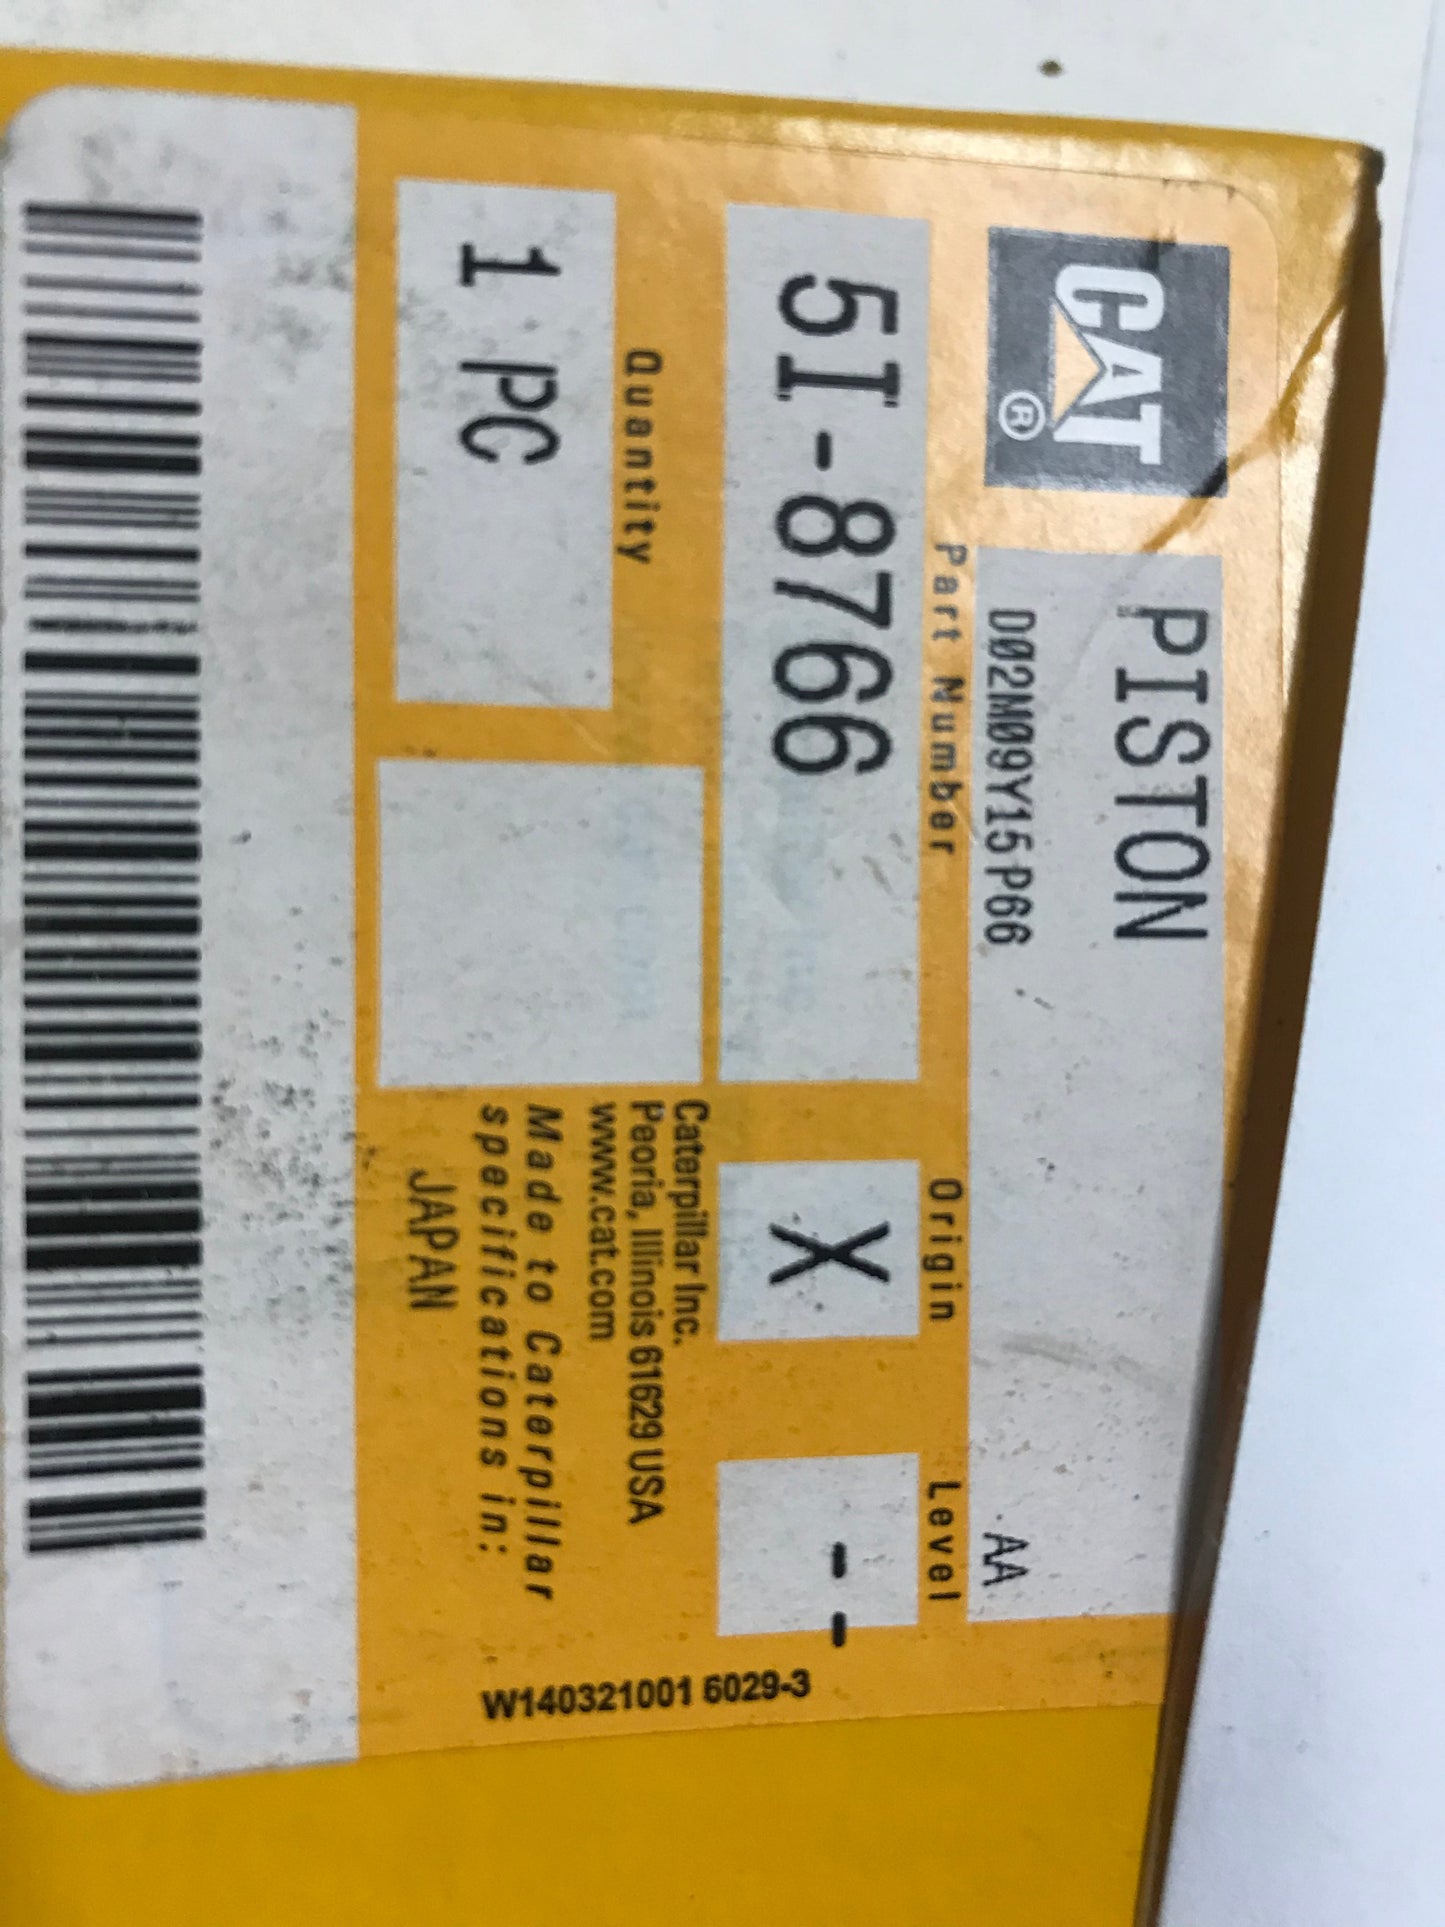 CAT®
PISTON
D02M09Y15P66
AA
Part Number
Origin
Level
5I-8766
X
--
Quantity
1 PC
Caterpillar Inc.
Peoria, Illinois 61629 USA
www.cat.com
Made to Caterpillar
specifications in:
JAPAN
W140321001 6029-3